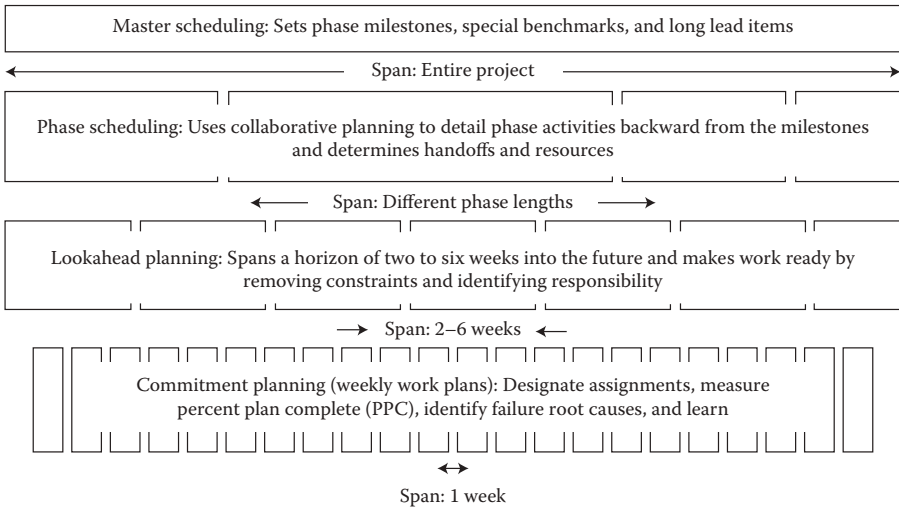 Master scheduling: Sets phase milestones, special benchmarks, and long lead items
Span: Entire project
Phase scheduling: Uses collaborative planning to detail phase activities backward from the milestones
and determines handoffs and resources
Span: Different phase lengths
Lookahead planning: Spans a horizon of two to six weeks into the future and makes work ready by
removing constraints and identifying responsibility
Span: 2–6 weeks
Commitment planning (weekly work plans): Designate assignments, measure
percent plan complete (PPC), identify failure root causes, and learn
Span: 1 week